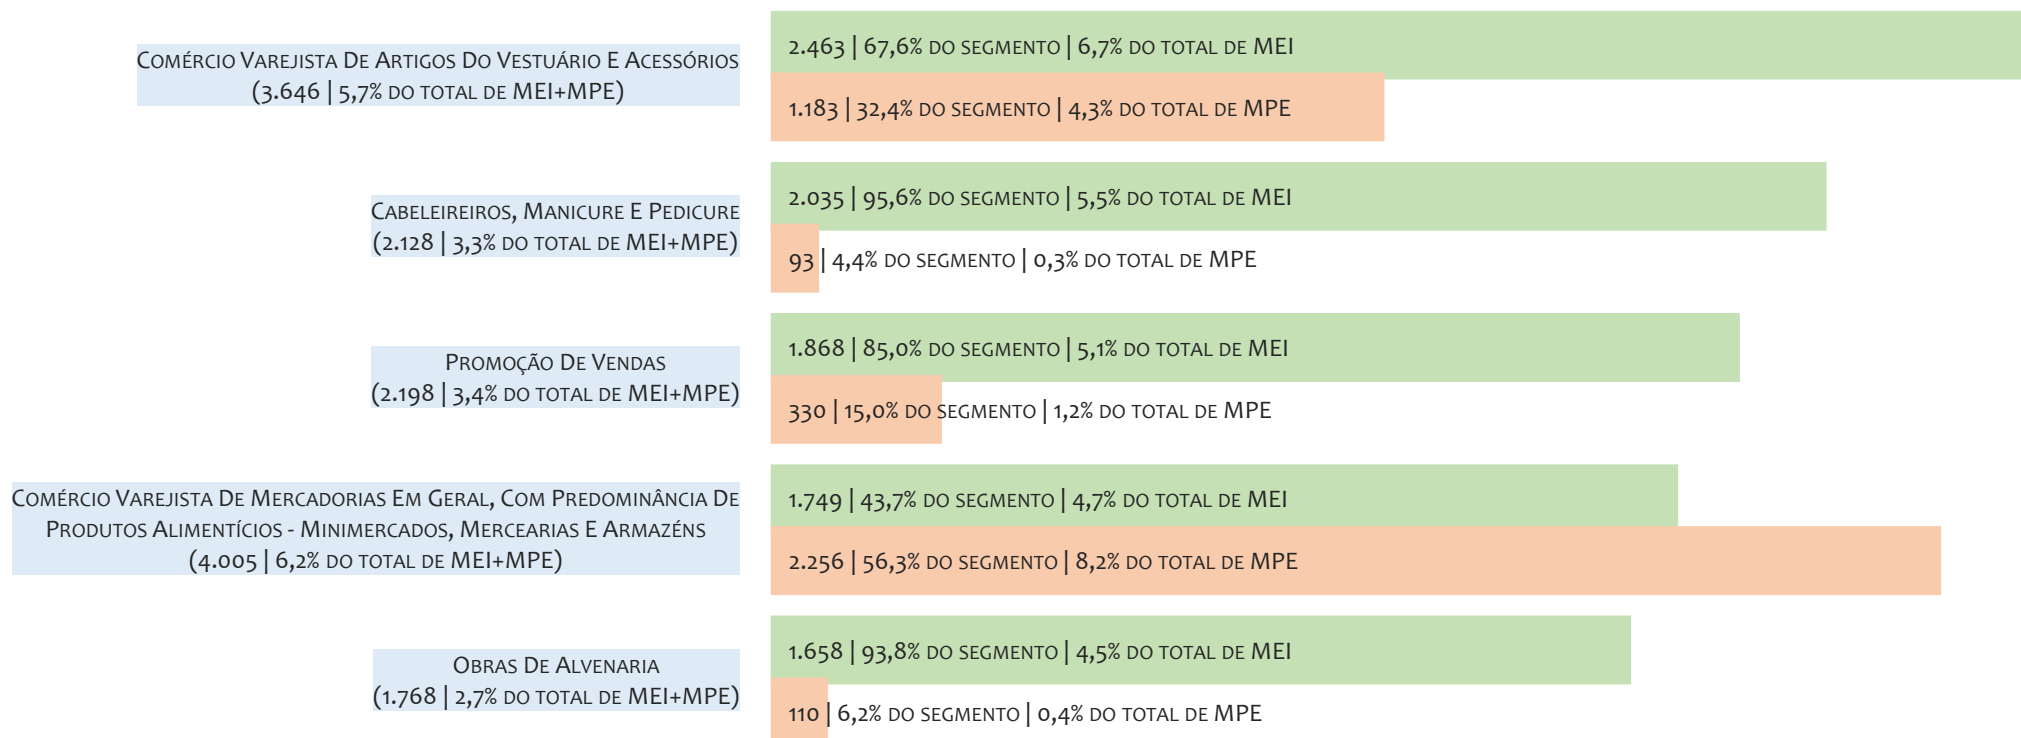 Comércio Varejista De Artigos Do Vestuário E Acessórios
(3.646 | 5,7% do total de MEI+MPE)
2.463 | 67,6% do segmento | 6,7% do total de MEI
1.183 | 32,4% do segmento | 4,3% do total de MPE
Cabeleireiros, Manicure E Pedicure
(2.128 | 3,3% do total de MEI+MPE)
2.035 | 95,6% do segmento | 5,5% do total de MEI
93 | 4,4% do segmento | 0,3% do total de MPE
Promoção De Vendas
(2.198 | 3,4% do total de MEI+MPE)
1.868 | 85,0% do segmento | 5,1% do total de MEI
330 | 15,0% do segmento | 1,2% do total de MPE
Comércio Varejista De Mercadorias Em Geral, Com Predominância De
Produtos Alimentícios - Minimercados, Mercearias E Armazéns
(4.005 | 6,2% do total de MEI+MPE)
1.749 | 43,7% do segmento | 4,7% do total de MEI
2.256 | 56,3% do segmento | 8,2% do total de MPE
Obras De Alvenaria
(1.768 | 2,7% do total de MEI+MPE)
1.658 | 93,8% do segmento | 4,5% do total de MEI
110 | 6,2% do segmento | 0,4% do total de MPE